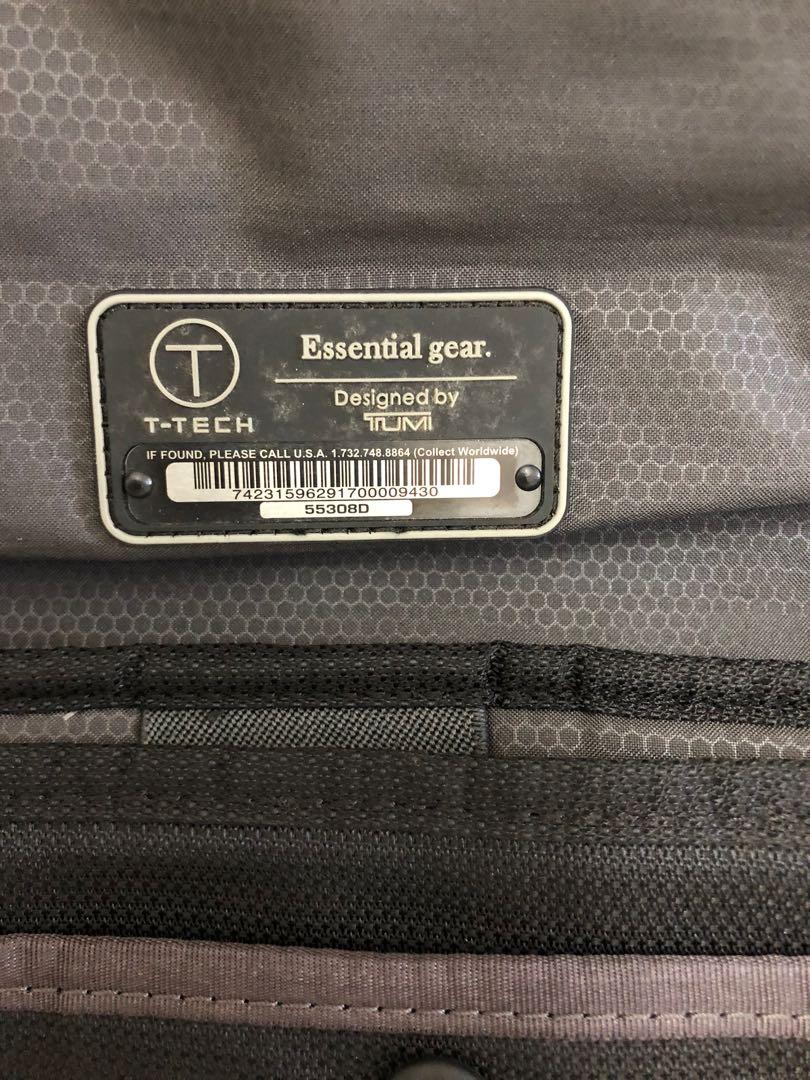 T
T-TECH
Essential gear.
Designed by
TUMI
IF FOUND, PLEASE CALL U.S.A. 1.732.748.8864 (Collect Worldwide)
74231596291700009430
55308D